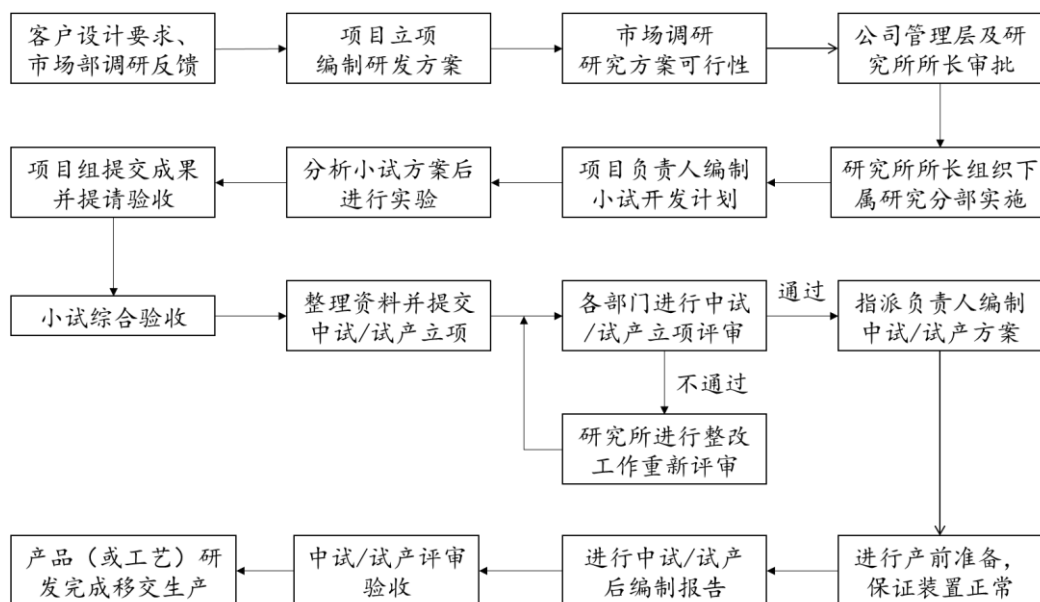 客户设计要求、
市场部调研反馈
项目立项
编制研发方案
市场调研
研究方案可行性
公司管理层及研
究所所长审批
研究所所长组织下
属研究分部实施
项目负责人编制
小试开发计划
分析小试方案后
进行实验
项目组提交成果
并提请验收
小试综合验收
整理资料并提交
中试/试产立项
各部门进行中试
/试产立项评审
通过
指派负责人编制
中试/试产方案
不通过
研究所进行整改
工作重新评审
进行产前准备，
保证装置正常
进行中试/试产
后编制报告
中试/试产评审
验收
产品（或工艺）研
发完成移交生产